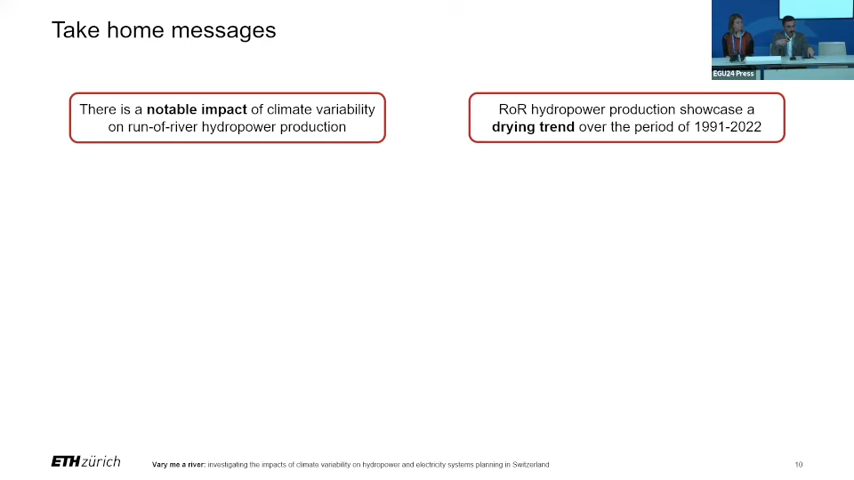 Take home messages
EGU24 Press
There is a notable impact of climate variability
on run-of-river hydropower production
RoR hydropower production showcase a
drying trend over the period of 1991-2022
ETH zürich
Vary me a river: investigating the impacts of climate variability on hydropower and electricity systems planning in Switzerland
10